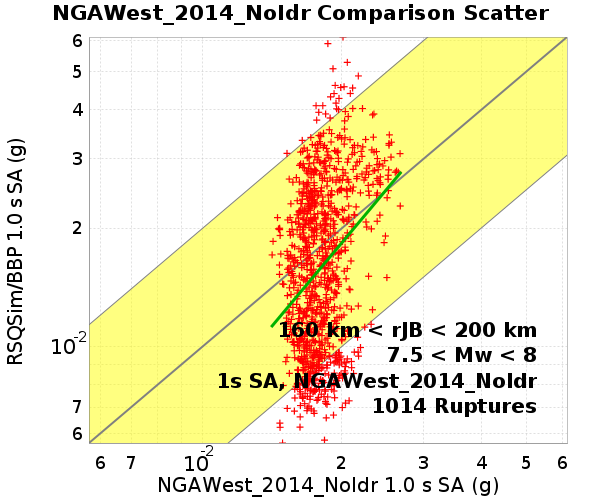 NGAWest_2014_NoIdr Comparison Scatter
RSQSim/BBP 1.0 s SA (g)
6
5
4
3
2
10-2
7
6
160 km < rJB < 200 km
7.5 < Mw < 8
1s SA, NGAWest_2014_NoIdr
1014 Ruptures
6 7 10-2 2 3 4 5 6
NGAWest_2014_NoIdr 1.0 s SA (g)